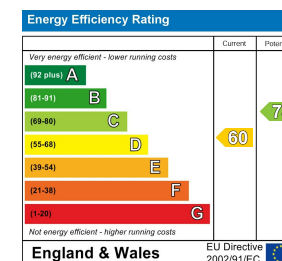 Energy Efficiency Rating
Current
Very energy efficient - lower running costs
(92 plus) A
(81-91) B
(69-80) C
(55-68) D
60
(39-54) E
(21-38) F
(1-20) G
Not energy efficient - higher running costs
England & Wales
EU Directive
2002/91/EC